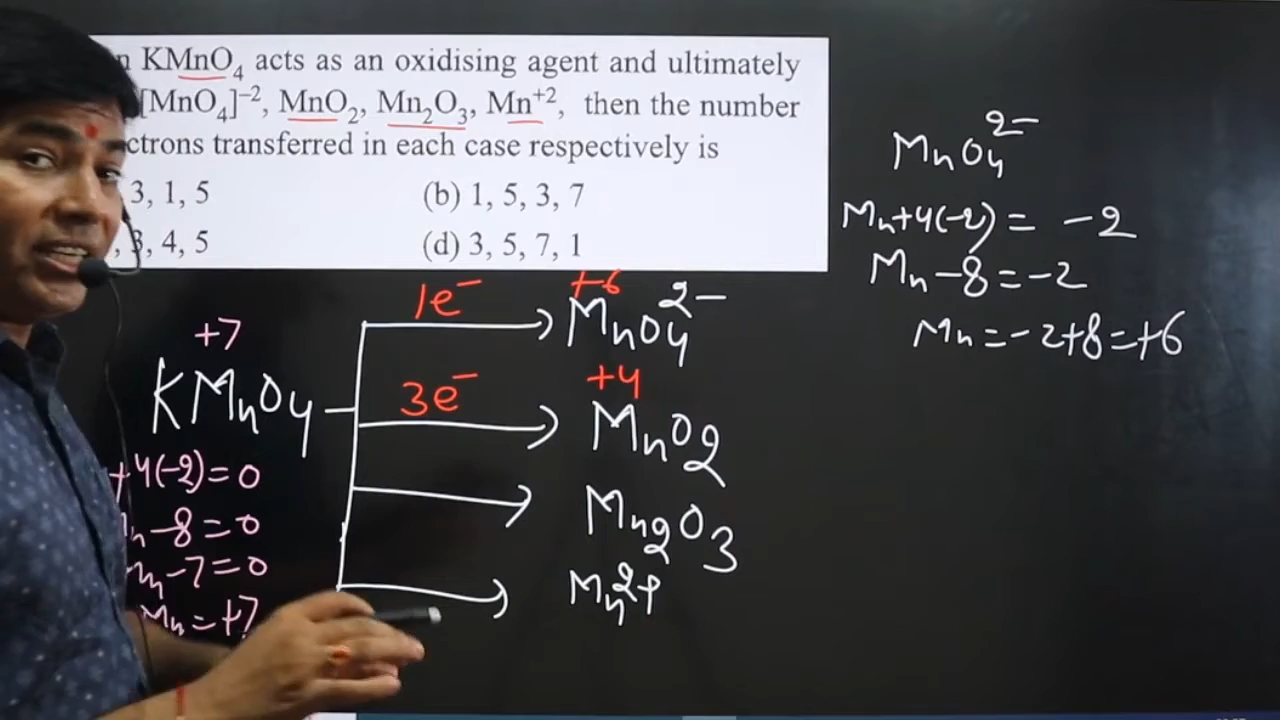 KMnO4 acts as an oxidising agent and ultimately
[MnO4]–2, MnO2, Mn2O3, Mn+2, then the number
ctrons transferred in each case respectively is
3, 1, 5
(b) 1, 5, 3, 7
, 3, 4, 5
(d) 3, 5, 7, 1
MnO4 2-
Mn+4(-2) = -2
Mn - 8 = -2
Mn = -2+8 = +6
+7
KMnO4
+4(-2) = 0
n-8 = 0
Mn-7 = 0
Mn = +7
1e-
+6
MnO4 2-
3e-
+4
MnO2
Mn2O3
Mn2+